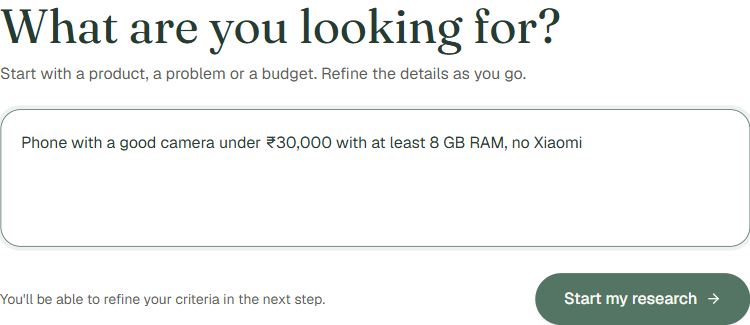 What are you looking for?
Start with a product, a problem or a budget. Refine the details as you go.
Phone with a good camera under ₹30,000 with at least 8 GB RAM, no Xiaomi
You'll be able to refine your criteria in the next step.
Start my research →